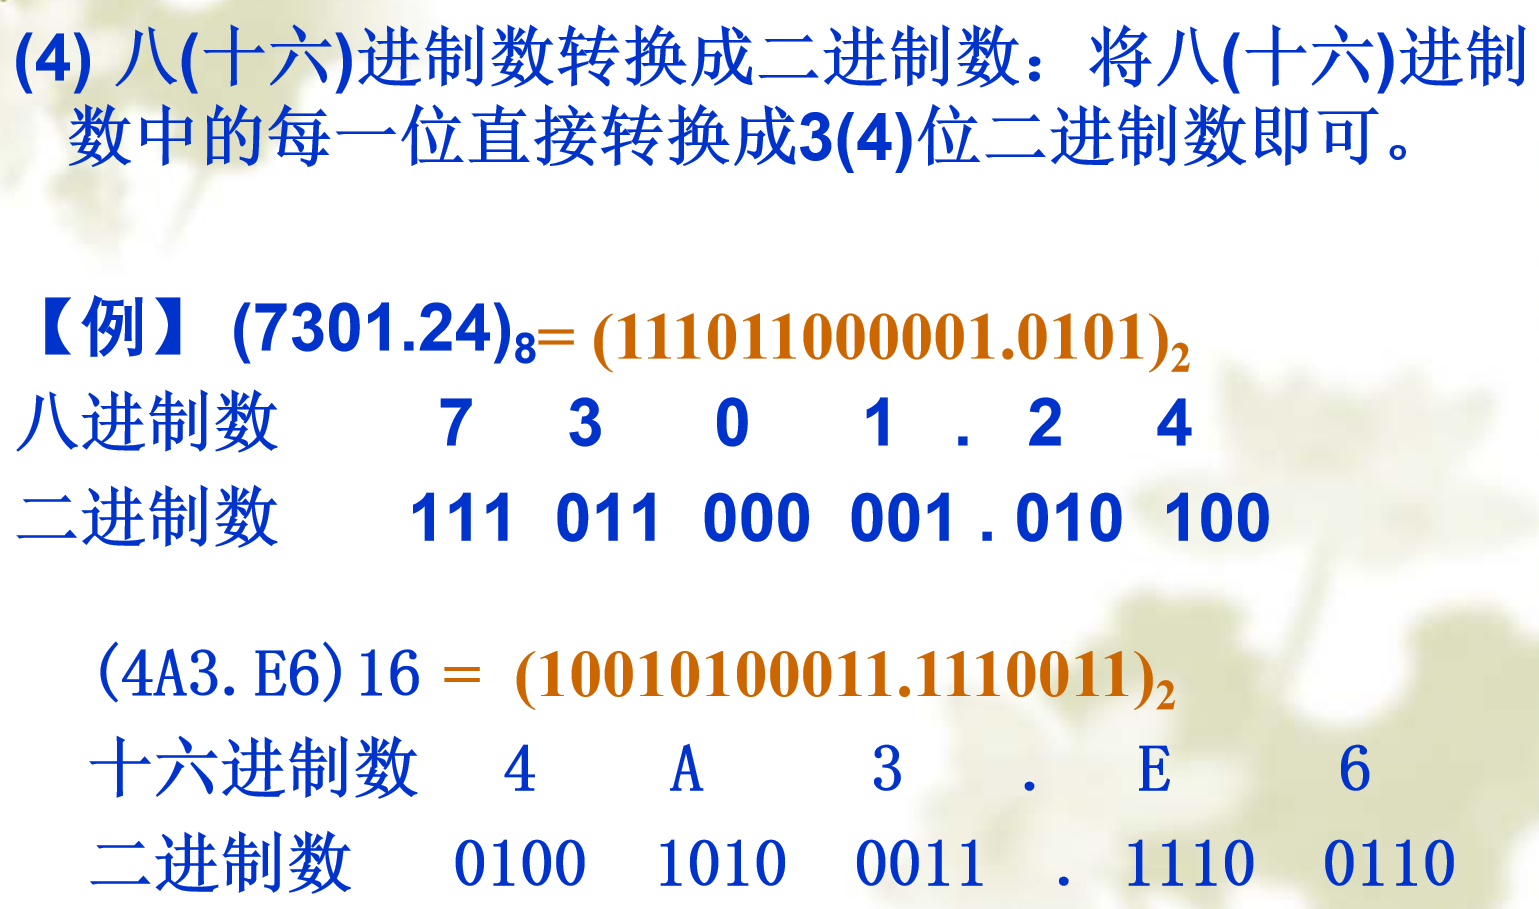 (4) 八(十六)进制数转换成二进制数：将八(十六)进制
数中的每一位直接转换成3(4)位二进制数即可。
【例】 (7301.24)8= (111011000001.0101)2
八进制数 7 3 0 1 . 2 4
二进制数 111 011 000 001 . 010 100
(4A3.E6)16 = (10010100011.1110011)2
十六进制数 4 A 3 . E 6
二进制数 0100 1010 0011 . 1110 0110